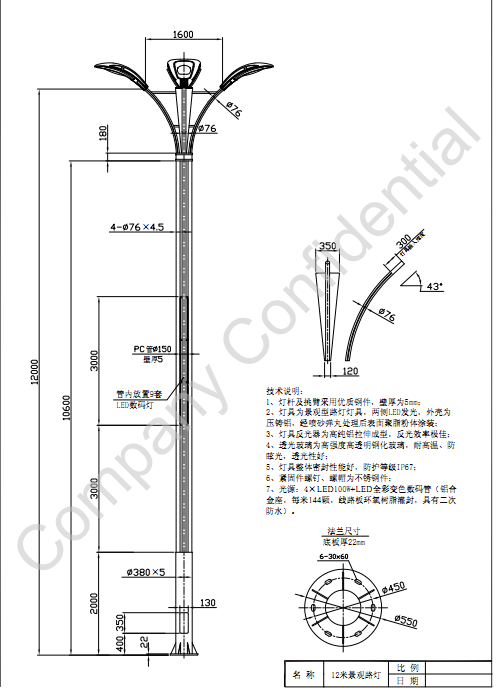 1600
ø76
180
ø76
4-ø76×4.5
12000
10600
3000
PC管ø150
壁厚5
管内放置9套
LED数码灯
3000
ø380×5
2000
130
400 350
22
350
300
43°
ø76
120
技术说明:
1、灯杆及挑臂采用优质钢件，壁厚为5mm;
2、灯具为景观型路灯灯具，两侧LED发光，外壳为
压铸铝，经喷砂弹丸处理后表面聚脂粉体涂装;
3、灯具反光器为高纯铝拉伸成型，反光效率极佳;
4、透光玻璃为高强度高透明钢化玻璃，耐高温、防
眩光，透光性好;
5、灯具整体密封性能好，防护等级IP67;
6、紧固件螺钉、螺帽为不锈钢件;
7、光源: 4×LED100W+LED全彩变色数码管（铝合
金座，每米144颗，线路板环氧树脂灌封，具有二次
防水）。
法兰尺寸
底板厚22mm
6-30x60
ø450
ø550
名 称 12米景观路灯 比 例
日 期
Company Confidential